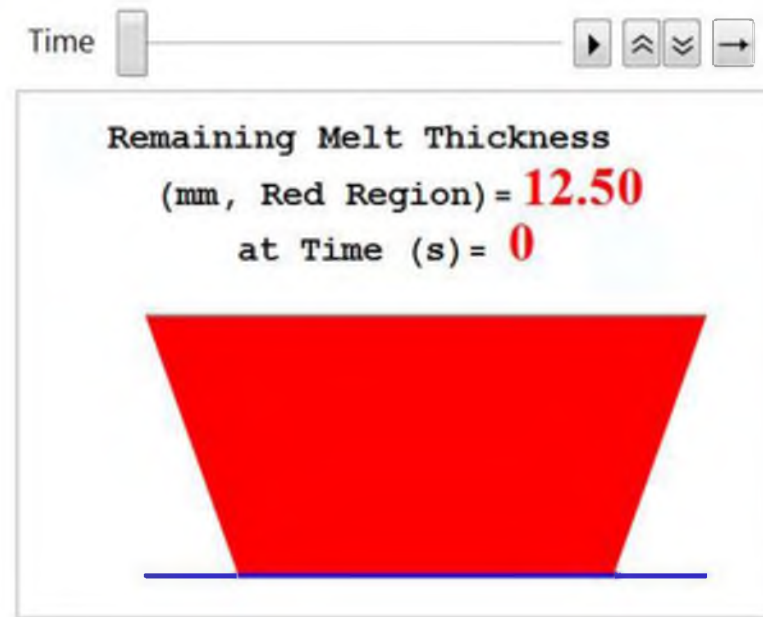 Time
Remaining Melt Thickness
(mm, Red Region)= 12.50
at Time (s)= 0